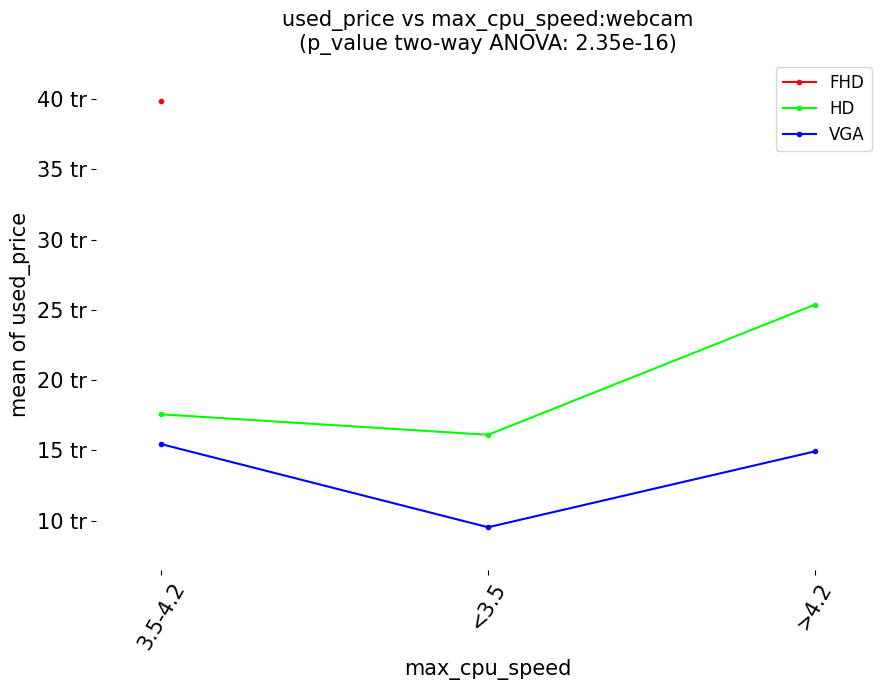 used_price vs max_cpu_speed:webcam
(p_value two-way ANOVA: 2.35e-16)
FHD
HD
VGA
40 tr
35 tr
30 tr
25 tr
20 tr
15 tr
10 tr
mean of used_price
3.5-4.2
<3.5
>4.2
max_cpu_speed